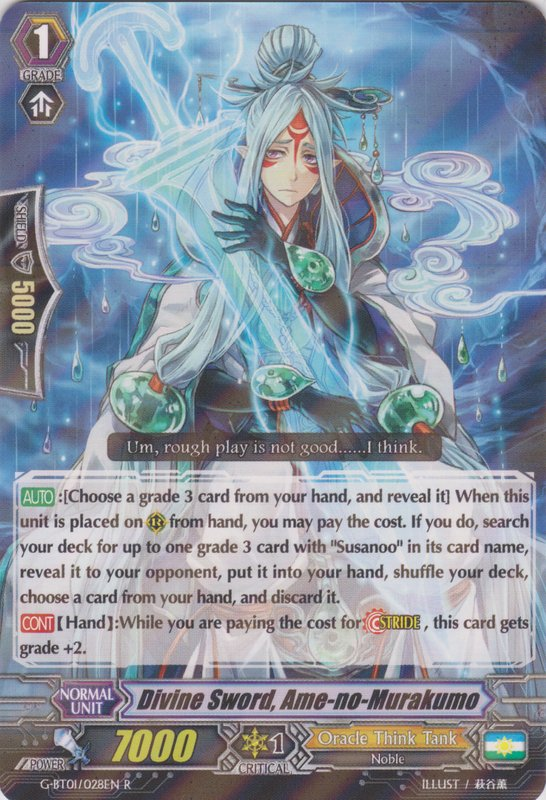 1
GRADE
SHIELD
5000
Um, rough play is not good......I think.
AUTO :[Choose a grade 3 card from your hand, and reveal it] When this
unit is placed on R from hand, you may pay the cost. If you do, search
your deck for up to one grade 3 card with "Susanoo" in its card name,
reveal it to your opponent, put it into your hand, shuffle your deck,
choose a card from your hand, and discard it.
CONT [Hand]:While you are paying the cost for STRIDE , this card gets
grade +2.
NORMAL
UNIT
Divine Sword, Ame-no-Murakumo
POWER
7000
1
CRITICAL
Oracle Think Tank
Noble
G-BT01/028EN R
ILLUST / 萩谷薫